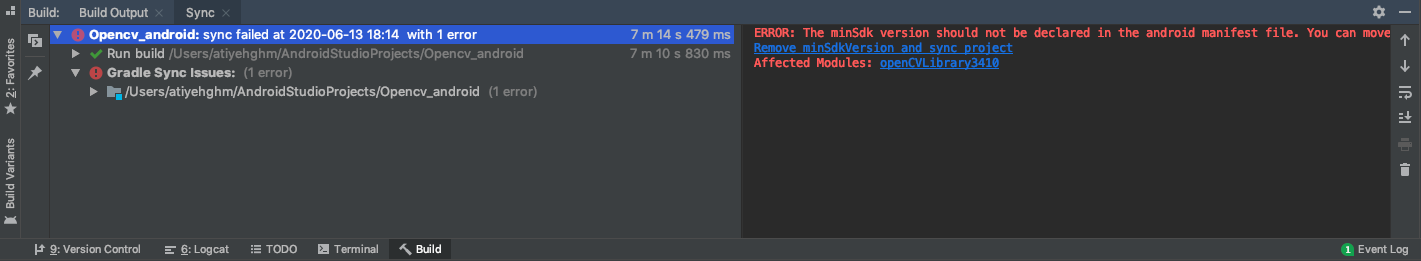 Build: Build Output × Sync ×
Opencv_android: sync failed at 2020-06-13 18:14 with 1 error 7 m 14 s 479 ms
Run build /Users/atiyehghm/AndroidStudioProjects/Opencv_android 7 m 10 s 830 ms
Gradle Sync Issues: (1 error)
/Users/atiyehghm/AndroidStudioProjects/Opencv_android (1 error)
ERROR: The minSdk version should not be declared in the android manifest file. You can move
Remove minSdkVersion and sync project
Affected Modules: openCVLibrary3410
2: Favorites
Build Variants
9: Version Control 6: Logcat TODO Terminal Build 1 Event Log